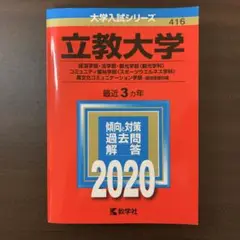 大学入試シリーズ
416
立教大学
経済学部・法学部・観光学部〈観光学科〉
コミュニティ福祉学部〈スポーツウエルネス学科〉
異文化コミュニケーション学部
最近3カ年
傾向と対策
過去問
解答
2020
教学社